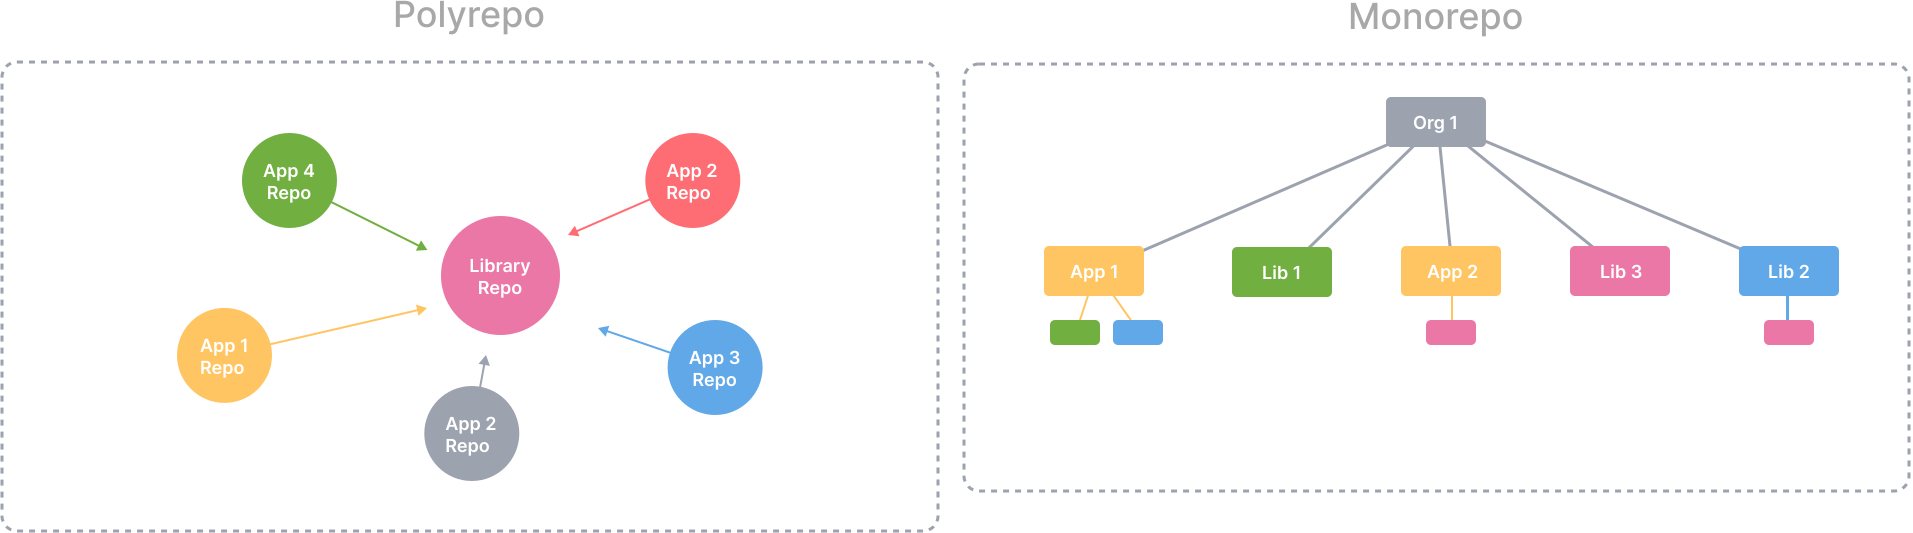 Polyrepo
App 4
Repo
App 2
Repo
Library
Repo
App 1
Repo
App 3
Repo
App 2
Repo
Monorepo
Org 1
App 1
Lib 1
App 2
Lib 3
Lib 2